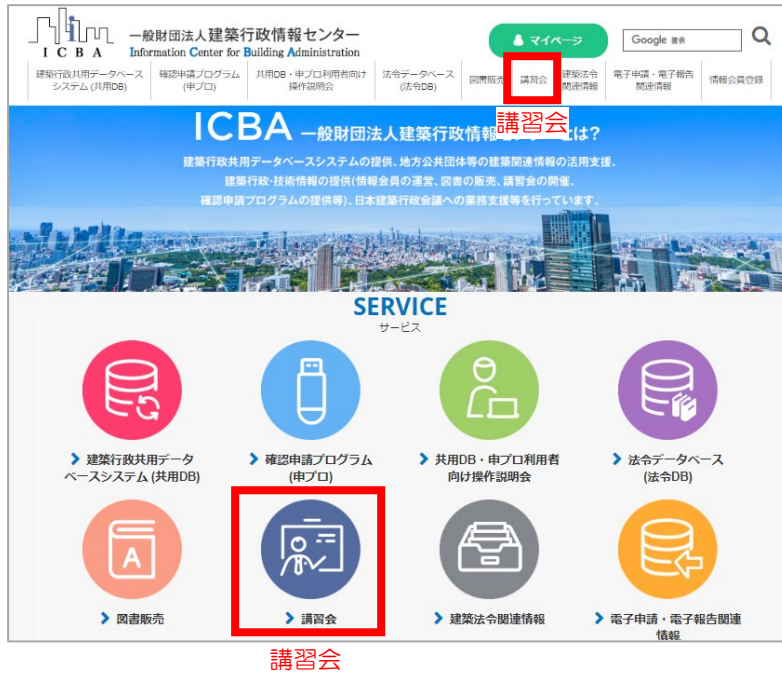 一般財団法人建築行政情報センター
ICBA Information Center for Building Administration
マイページ
Google 提供
建築行政共用データベース
システム (共用DB)
確認申請プログラム
(申プロ)
共用DB・申プロ利用者向け
操作説明会
法令データベース
(法令DB)
図書販売
講習会
建築法令
関連情報
電子申請・電子報告
関連情報
情報会員登録
講習会
ICBA 一般財団法人建築行政情報
とは?
建築行政共用データベースシステムの提供、地方公共団体等の建築関連情報の活用支援、
建築行政・技術情報の提供(情報会員の運営、図書の販売、講習会の開催、
確認申請プログラムの提供等)、日本建築行政会議への業務支援等を行っています。
SERVICE
サービス
建築行政共用データ
ベースシステム (共用DB)
確認申請プログラム
(申プロ)
共用DB・申プロ利用者
向け操作説明会
法令データベース
(法令DB)
A
図書販売
講習会
建築法令関連情報
電子申請・電子報告関連
情報
講習会